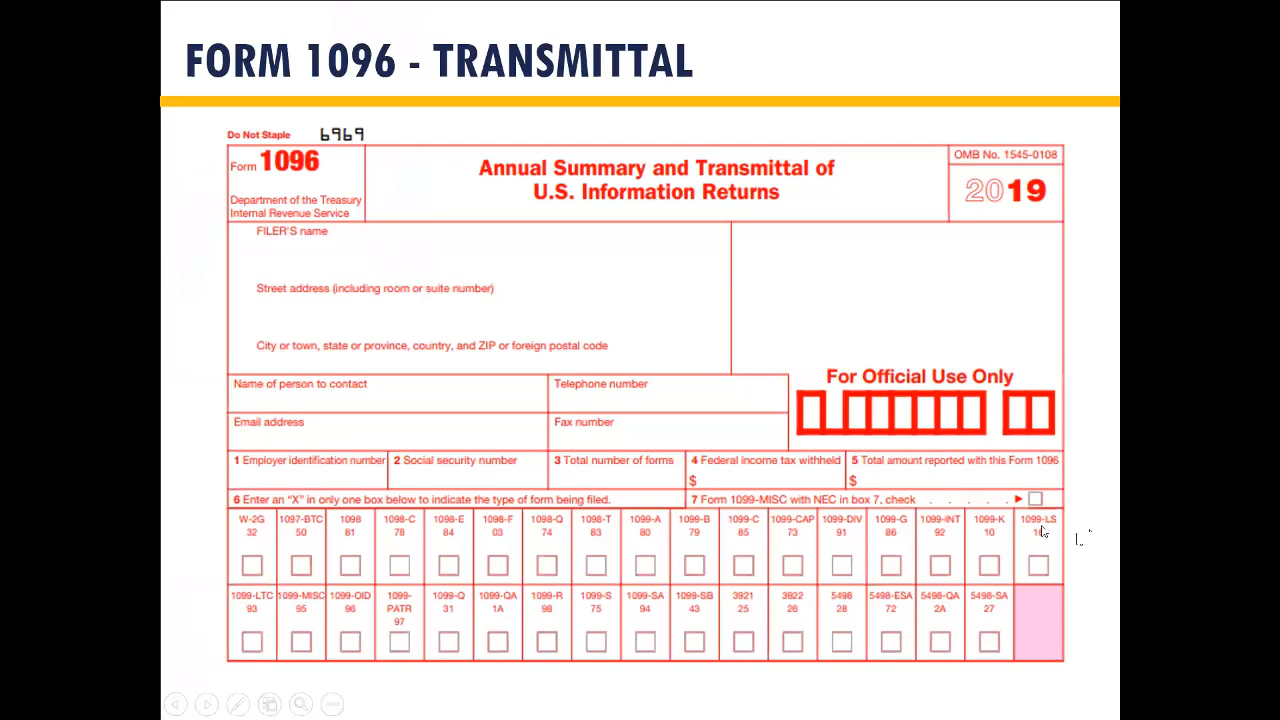 FORM 1096 - TRANSMITTAL
Do Not Staple 6969
Form 1096
Department of the Treasury
Internal Revenue Service
Annual Summary and Transmittal of
U.S. Information Returns
OMB No. 1545-0108
2019
FILER'S name
Street address (including room or suite number)
City or town, state or province, country, and ZIP or foreign postal code
Name of person to contact
Telephone number
Email address
Fax number
For Official Use Only
1 Employer identification number
2 Social security number
3 Total number of forms
4 Federal income tax withheld
$
5 Total amount reported with this Form 1096
$
6 Enter an "X" in only one box below to indicate the type of form being filed.
7 Form 1099-MISC with NEC in box 7, check . . . . . ►
W-2G 32
1097-BTC 50
1098 81
1098-C 78
1098-E 84
1098-F 03
1098-Q 74
1098-T 83
1099-A 80
1099-B 79
1099-C 85
1099-CAP 73
1099-DIV 91
1099-G 86
1099-INT 92
1099-K 10
1099-LS
1099-LTC 93
1099-MISC 95
1099-OID 96
1099-PATR 97
1099-Q 31
1099-QA 1A
1099-R 98
1099-S 75
1099-SA 94
1099-SB 43
3921 25
3922 26
5498 28
5498-ESA 72
5498-QA 2A
5498-SA 27